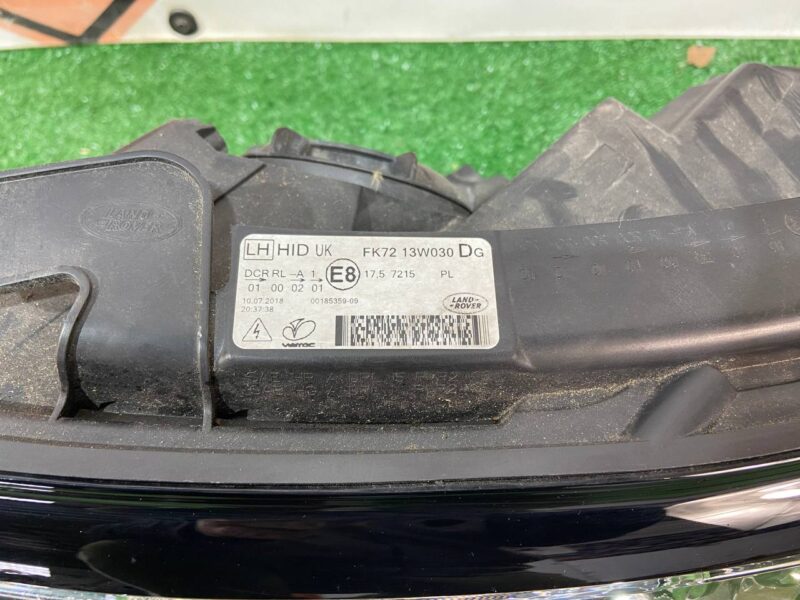 LAND ROVER
LH HID UK FK72 13W030 DG
DCR RL -A 1 E8 17,5 7215 PL
01 00 02 01
10.07.2018 00185359-09
20:37:38
LAND ROVER